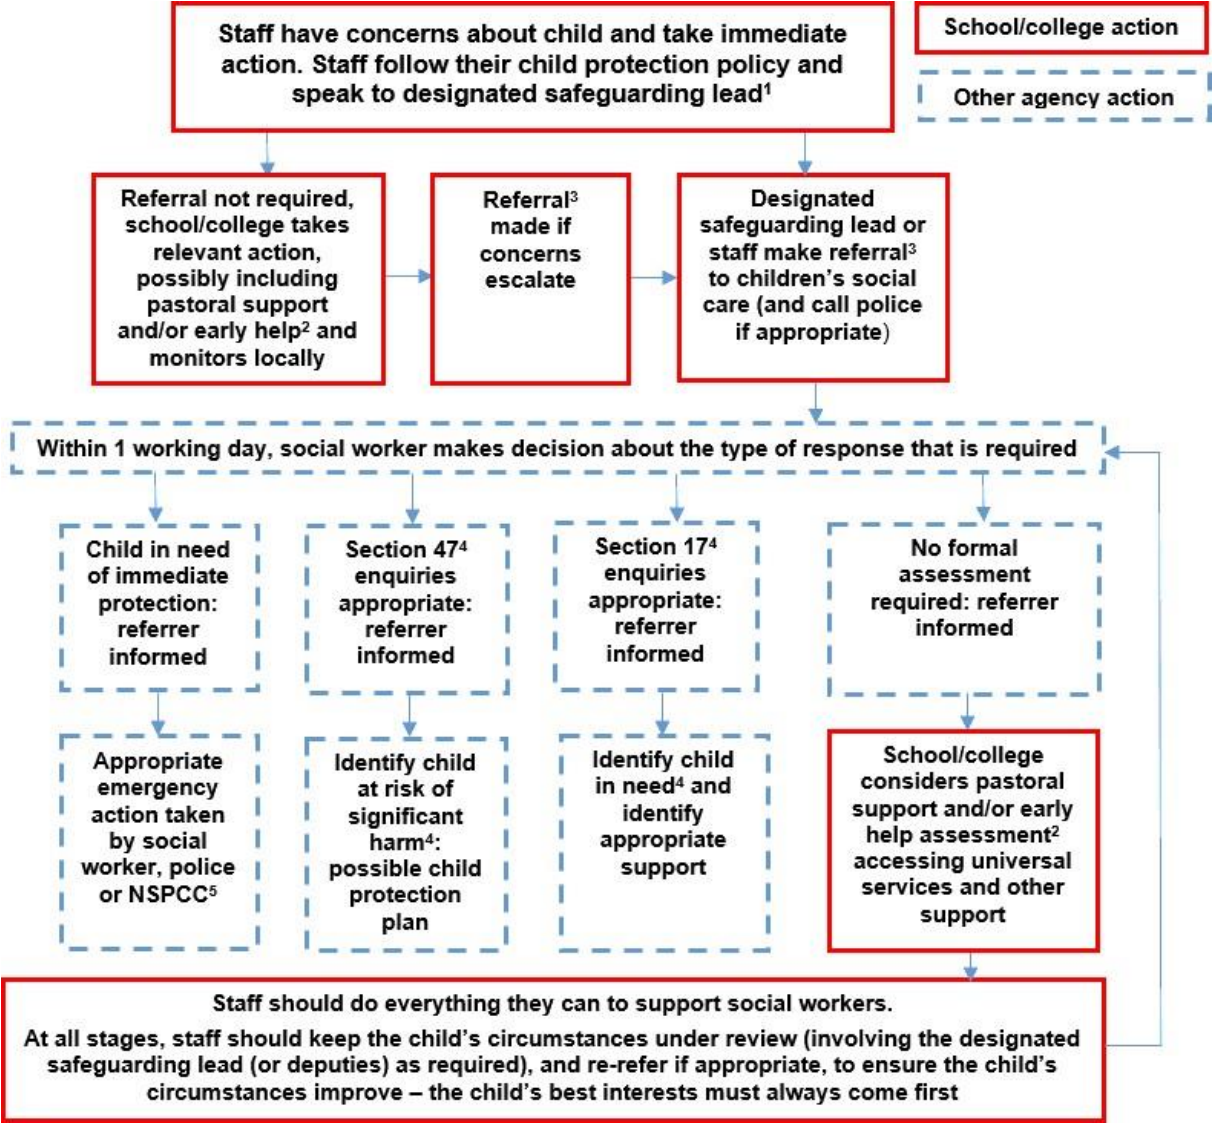 Staff have concerns about child and take immediate
action. Staff follow their child protection policy and
speak to designated safeguarding lead¹
School/college action
Other agency action
Referral not required,
school/college takes
relevant action,
possibly including
pastoral support
and/or early help² and
monitors locally
Referral³
made if
concerns
escalate
Designated
safeguarding lead or
staff make referral³
to children's social
care (and call police
if appropriate)
Within 1 working day, social worker makes decision about the type of response that is required
Child in need
of immediate
protection:
referrer
informed
Section 47⁴
enquiries
appropriate:
referrer
informed
Section 17⁴
enquiries
appropriate:
referrer
informed
No formal
assessment
required: referrer
informed
Appropriate
emergency
action taken
by social
worker, police
or NSPCC⁵
Identify child
at risk of
significant
harm⁴:
possible child
protection
plan
Identify child
in need⁴ and
identify
appropriate
support
School/college
considers pastoral
support and/or early
help assessment²
accessing universal
services and other
support
Staff should do everything they can to support social workers.
At all stages, staff should keep the child's circumstances under review (involving the designated
safeguarding lead (or deputies) as required), and re-refer if appropriate, to ensure the child's
circumstances improve – the child's best interests must always come first